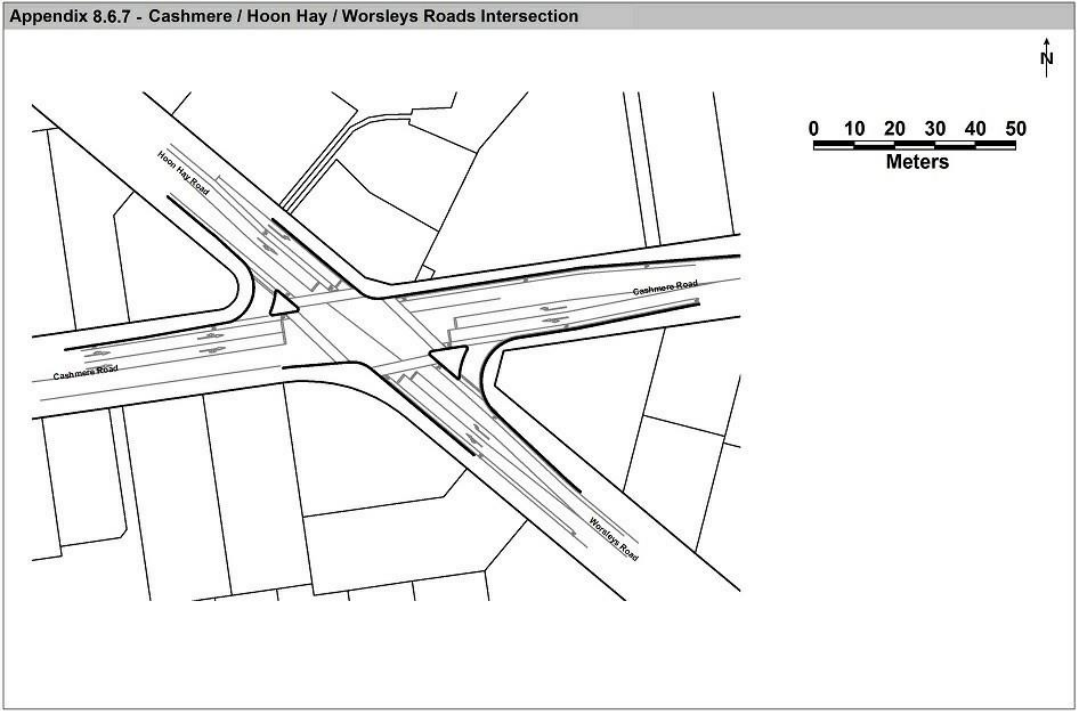 Appendix 8.6.7 - Cashmere / Hoon Hay / Worsleys Roads Intersection
N
0 10 20 30 40 50
Meters
Hoon Hay Road
Cashmere Road
Cashmere Road
Worsleys Road